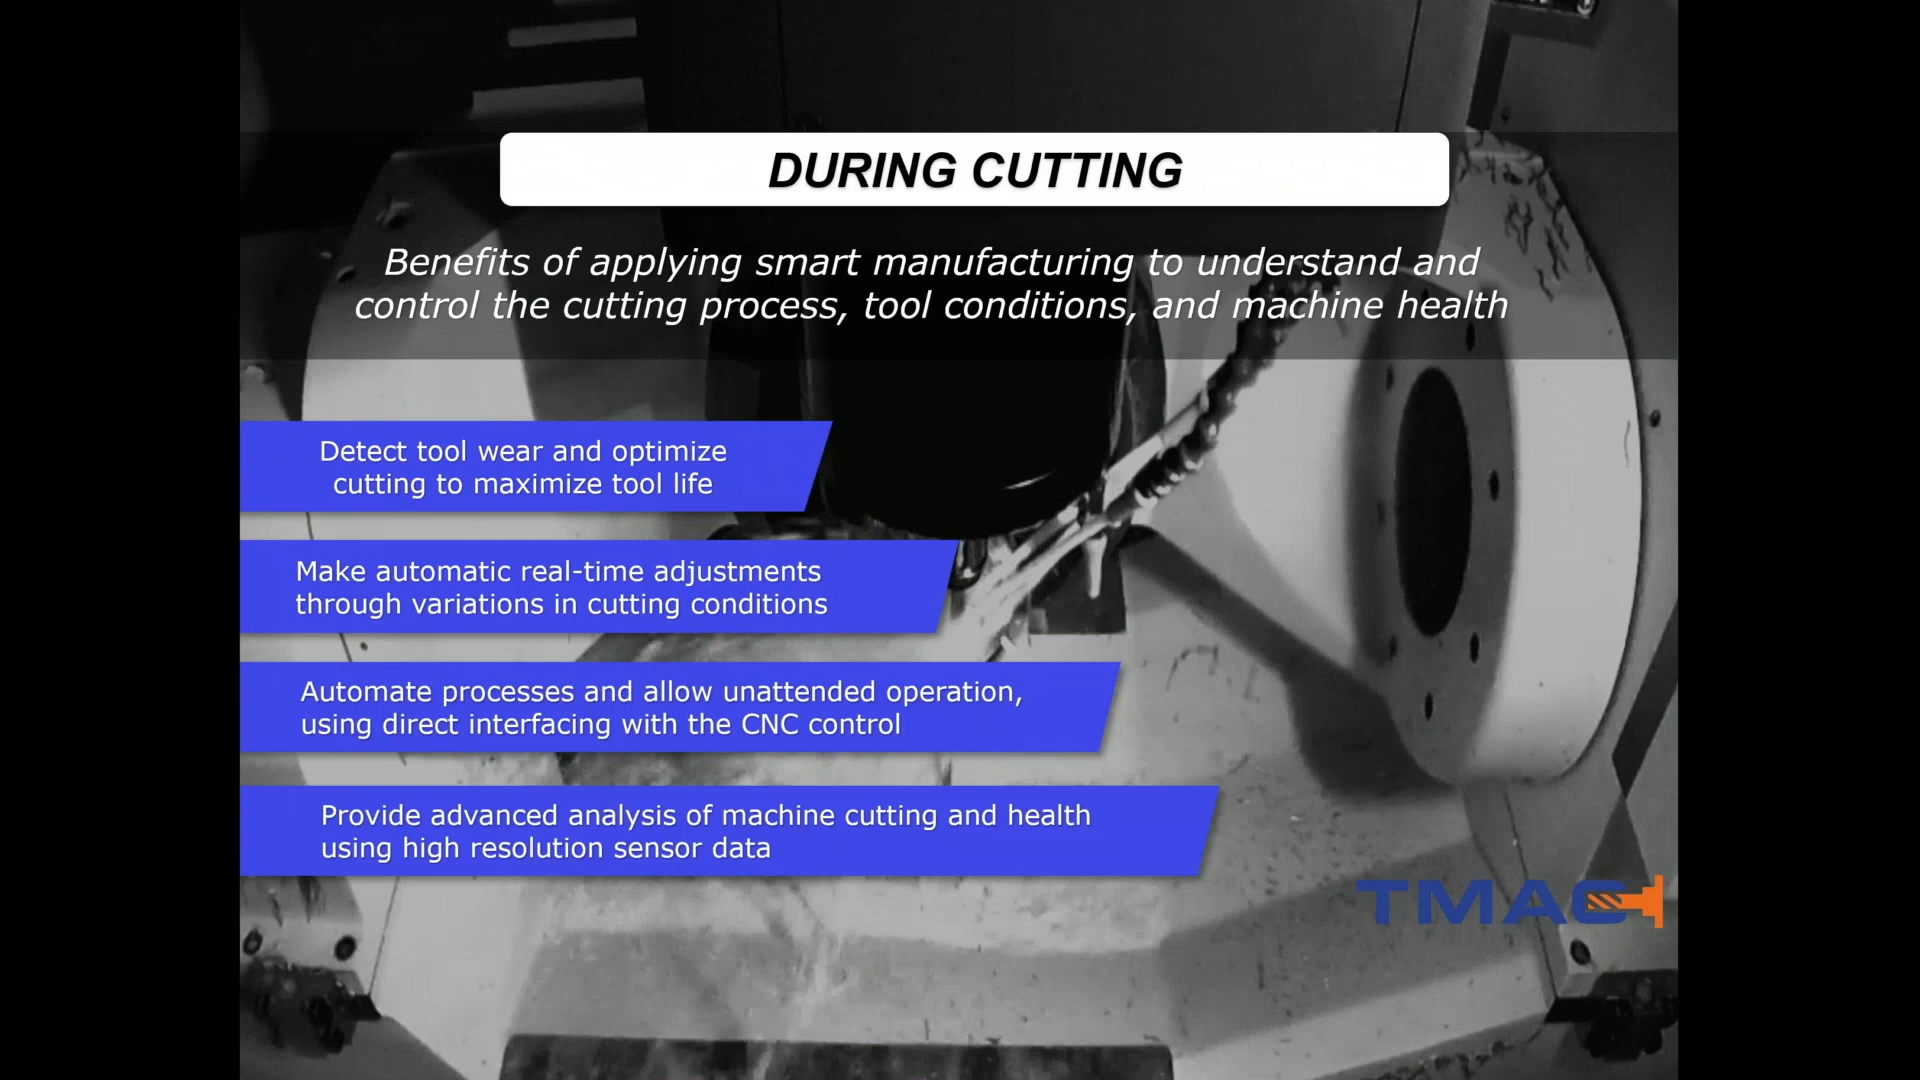 DURING CUTTING
Benefits of applying smart manufacturing to understand and
control the cutting process, tool conditions, and machine health
Detect tool wear and optimize
cutting to maximize tool life
Make automatic real-time adjustments
through variations in cutting conditions
Automate processes and allow unattended operation,
using direct interfacing with the CNC control
Provide advanced analysis of machine cutting and health
using high resolution sensor data
TMAC